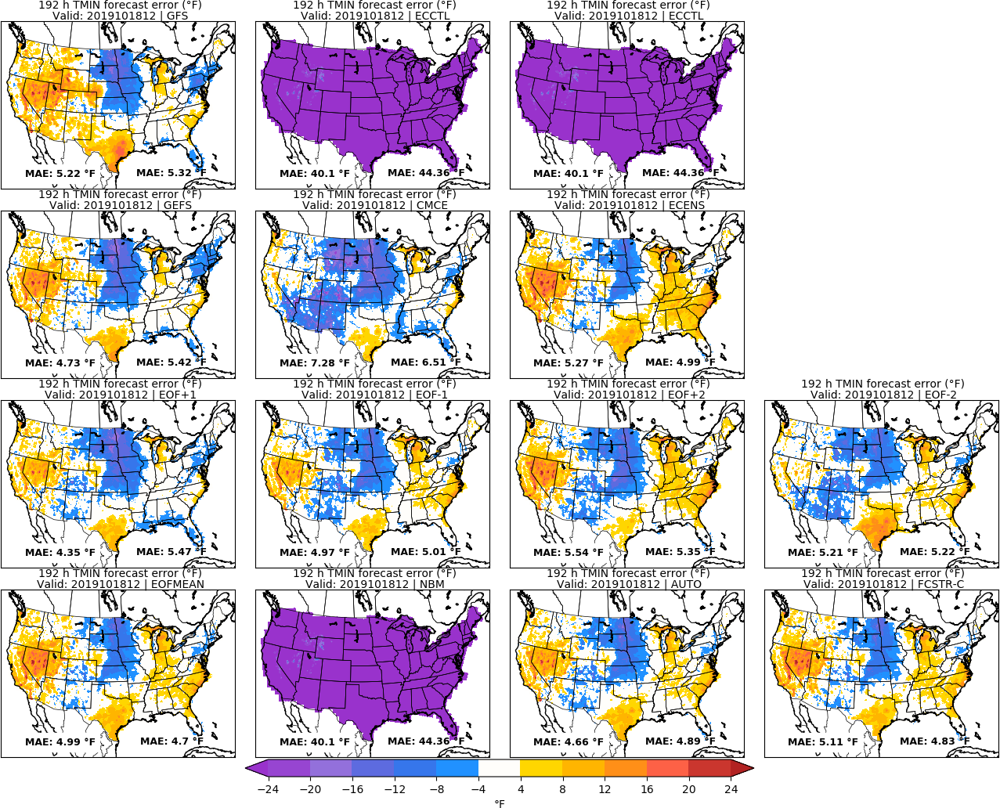 192 h TMIN forecast error (°F)
Valid: 2019101812 | GFS
MAE: 5.22 °F
MAE: 5.32 °F
192 h TMIN forecast error (°F)
Valid: 2019101812 | ECCTL
MAE: 40.1 °F
MAE: 44.36 °F
192 h TMIN forecast error (°F)
Valid: 2019101812 | ECCTL
MAE: 40.1 °F
MAE: 44.36 °F
192 h TMIN forecast error (°F)
Valid: 2019101812 | GEFS
MAE: 4.73 °F
MAE: 5.42 °F
192 h TMIN forecast error (°F)
Valid: 2019101812 | CMCE
MAE: 7.28 °F
MAE: 6.51 °F
192 h TMIN forecast error (°F)
Valid: 2019101812 | ECENS
MAE: 5.27 °F
MAE: 4.99 °F
192 h TMIN forecast error (°F)
Valid: 2019101812 | EOF+1
MAE: 4.35 °F
MAE: 5.47 °F
192 h TMIN forecast error (°F)
Valid: 2019101812 | EOF-1
MAE: 4.97 °F
MAE: 5.01 °F
192 h TMIN forecast error (°F)
Valid: 2019101812 | EOF+2
MAE: 5.54 °F
MAE: 5.35 °F
192 h TMIN forecast error (°F)
Valid: 2019101812 | EOF-2
MAE: 5.21 °F
MAE: 5.22 °F
192 h TMIN forecast error (°F)
Valid: 2019101812 | EOFMEAN
MAE: 4.99 °F
MAE: 4.7 °F
192 h TMIN forecast error (°F)
Valid: 2019101812 | NBM
MAE: 40.1 °F
MAE: 44.36 °F
192 h TMIN forecast error (°F)
Valid: 2019101812 | AUTO
MAE: 4.66 °F
MAE: 4.89 °F
192 h TMIN forecast error (°F)
Valid: 2019101812 | FCSTR-C
MAE: 5.11 °F
MAE: 4.83 °F
−24 −20 −16 −12 −8 −4 4 8 12 16 20 24
°F